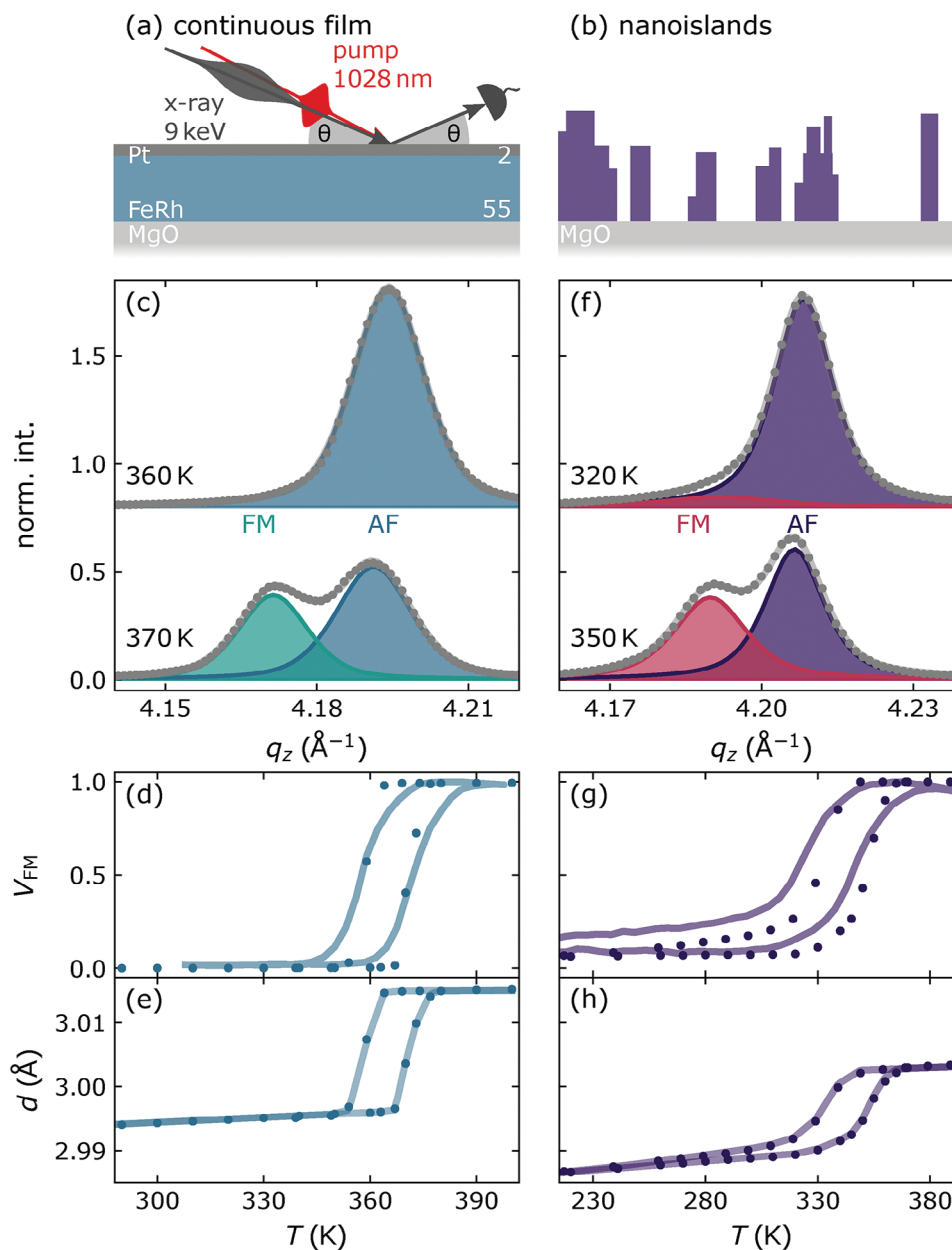 (a) continuous film
pump
1028 nm
x-ray
9 keV
θ
θ
Pt
2
FeRh
55
MgO
(b) nanoislands
MgO
(c)
norm. int.
1.5
1.0
0.5
0.0
360 K
FM
AF
370 K
4.15
4.18
4.21
q_z (Å⁻¹)
(f)
320 K
FM
AF
350 K
4.17
4.20
4.23
q_z (Å⁻¹)
(d)
V_FM
1.0
0.5
0.0
(g)
(e)
d (Å)
3.01
3.00
2.99
300
330
360
390
T (K)
(h)
230
280
330
380
T (K)